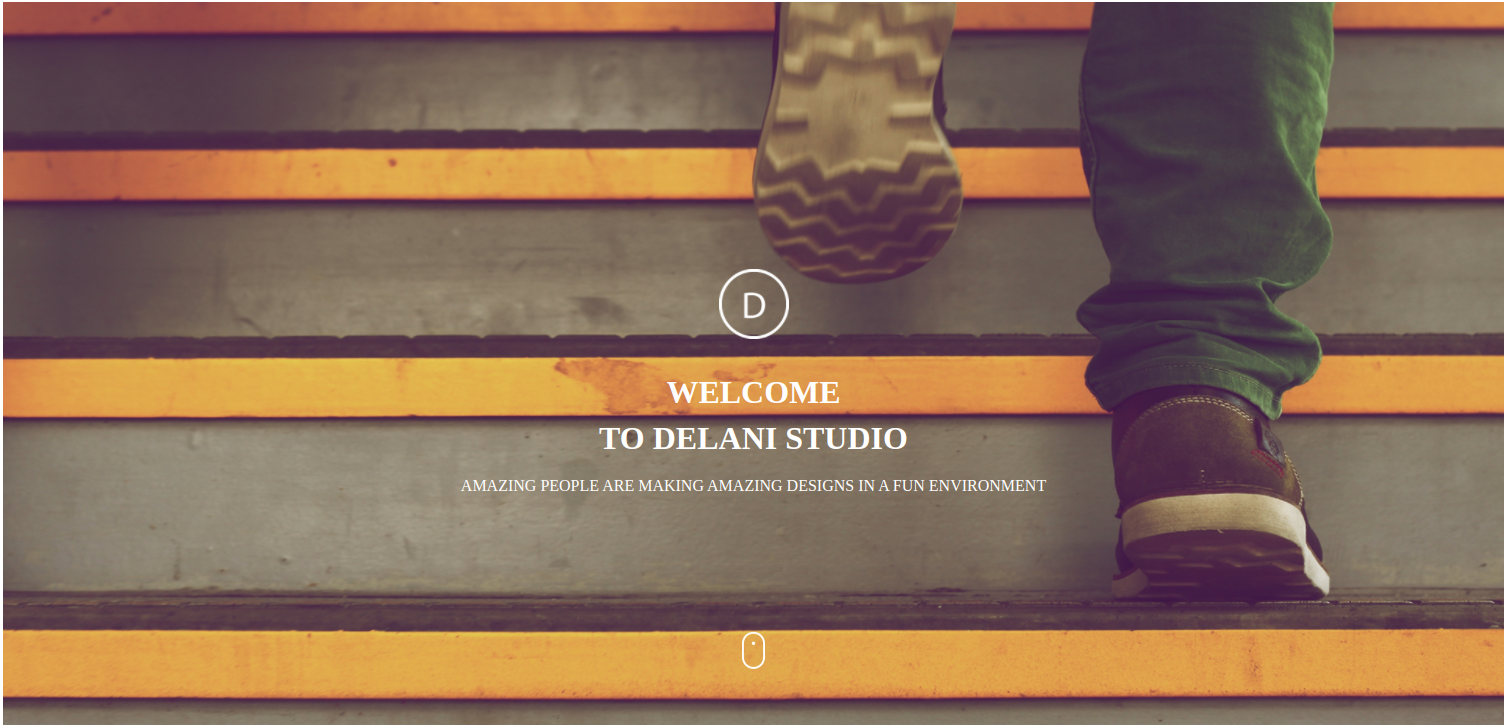 D
WELCOME
TO DELANI STUDIO
AMAZING PEOPLE ARE MAKING AMAZING DESIGNS IN A FUN ENVIRONMENT